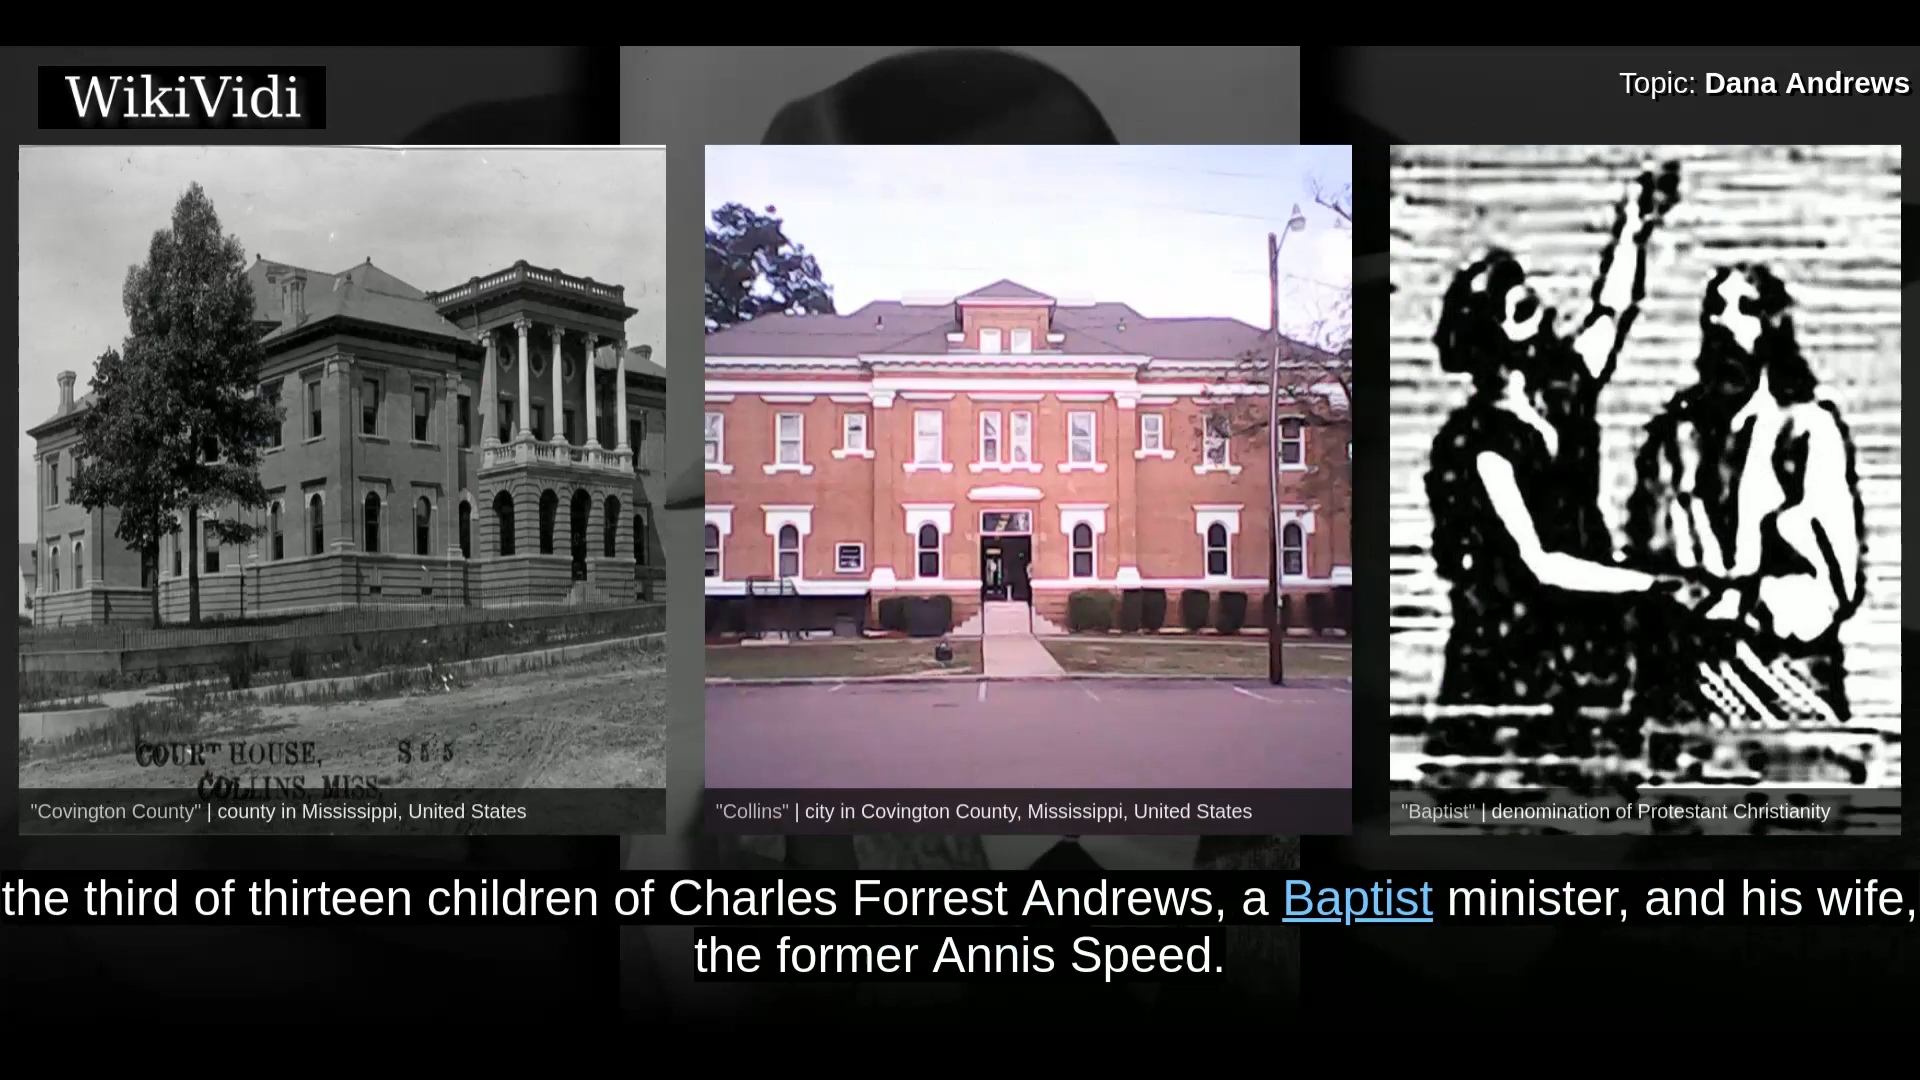 WikiVidi
Topic: Dana Andrews
COURT HOUSE, S 5 5
COLLINS, MISS.
"Covington County" | county in Mississippi, United States
"Collins" | city in Covington County, Mississippi, United States
"Baptist" | denomination of Protestant Christianity
the third of thirteen children of Charles Forrest Andrews, a Baptist minister, and his wife,
the former Annis Speed.